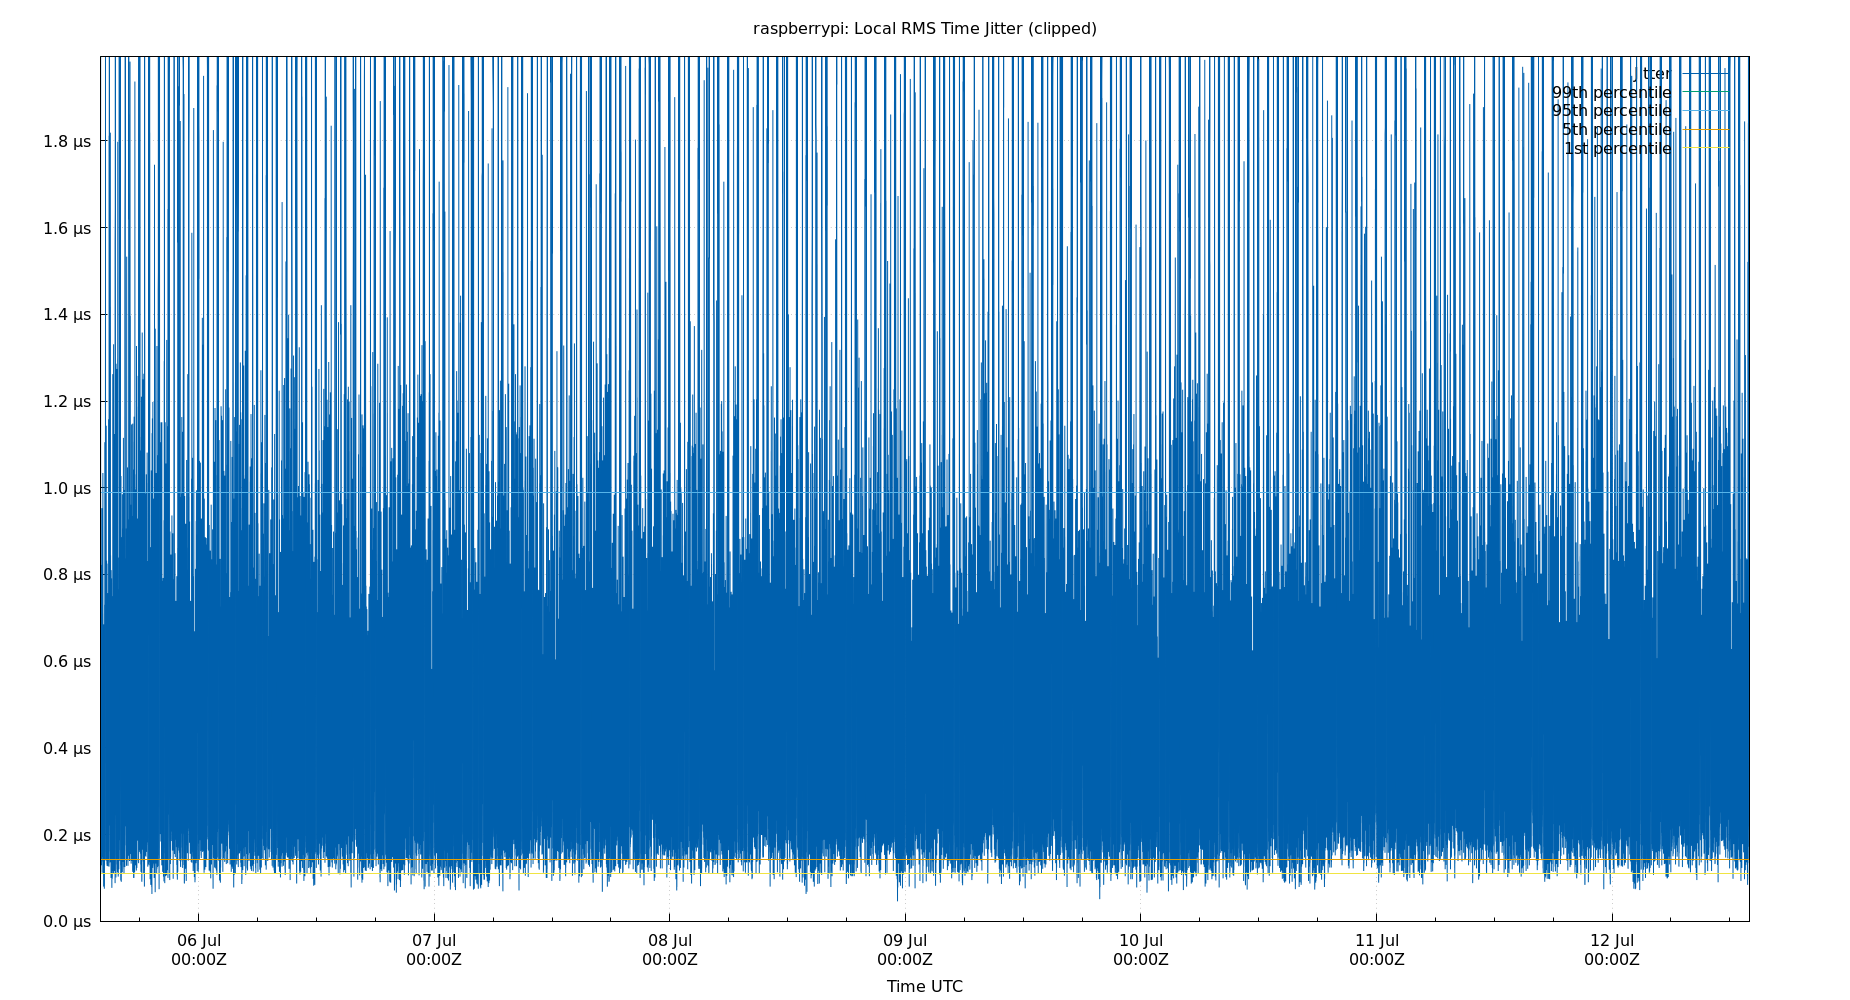 raspberrypi: Local RMS Time Jitter (clipped)
jitter
99th percentile
95th percentile
5th percentile
1st percentile
1.8 µs
1.6 µs
1.4 µs
1.2 µs
1.0 µs
0.8 µs
0.6 µs
0.4 µs
0.2 µs
0.0 µs
06 Jul 07 Jul 08 Jul 09 Jul 10 Jul 11 Jul 12 Jul
00:00Z 00:00Z 00:00Z 00:00Z 00:00Z 00:00Z 00:00Z
Time UTC